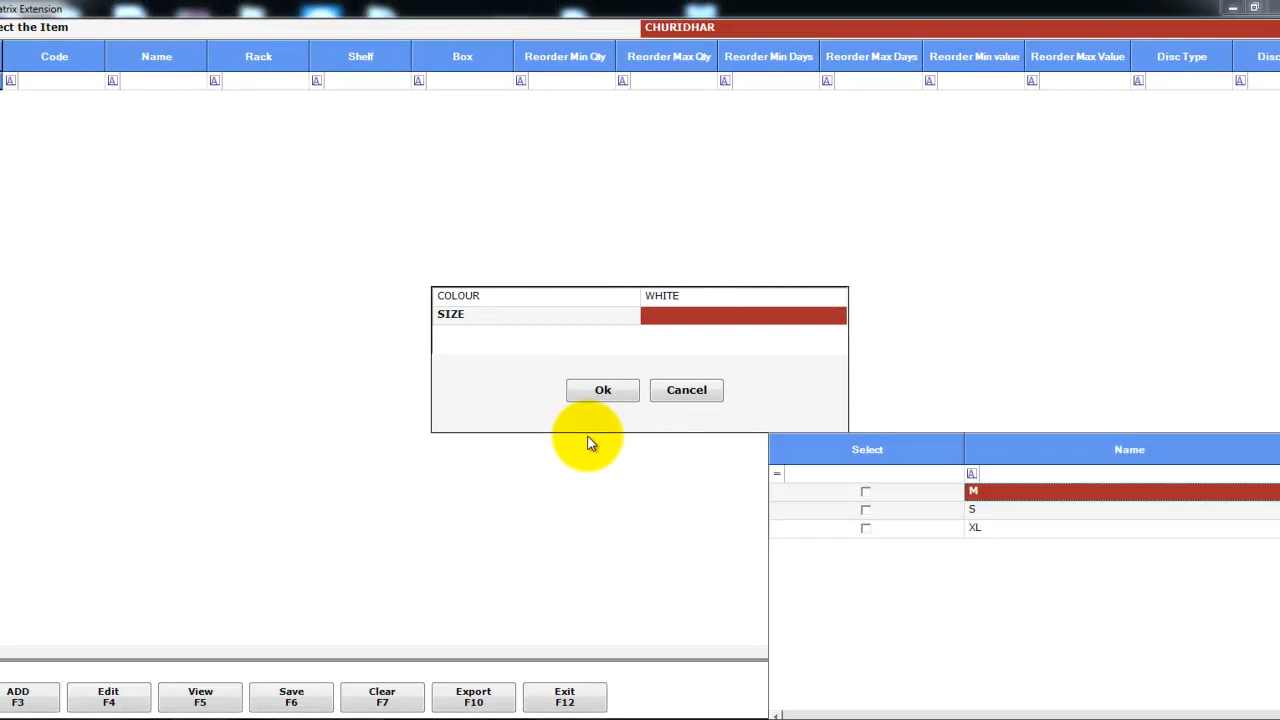 atrix Extension
ect the Item CHURIDHAR
Code Name Rack Shelf Box Reorder Min Qty Reorder Max Qty Reorder Min Days Reorder Max Days Reorder Min value Reorder Max Value Disc Type Disc
COLOUR WHITE
SIZE
Ok Cancel
Select Name
=
M
S
XL
ADD Edit View Save Clear Export Exit
F3 F4 F5 F6 F7 F10 F12